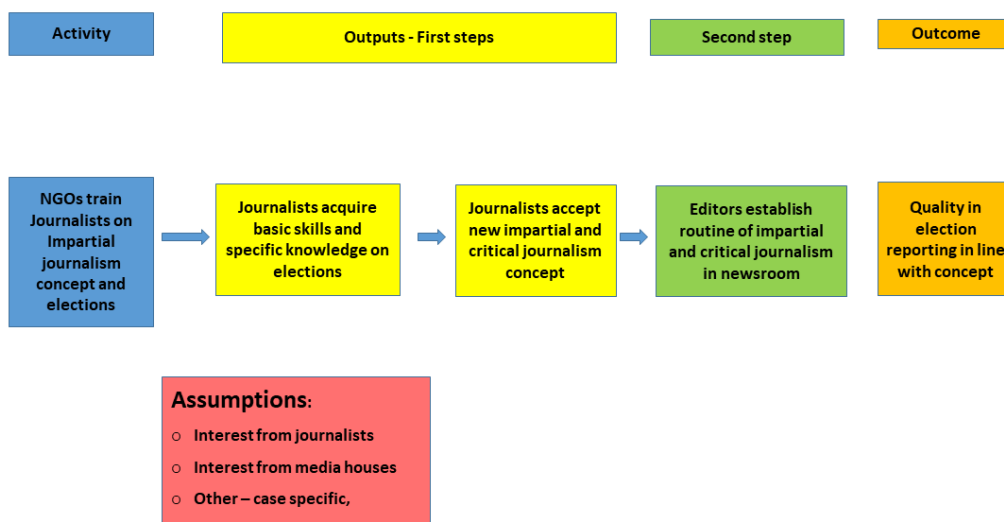 Activity
Outputs - First steps
Second step
Outcome
NGOs train
Journalists on
Impartial
journalism
concept and
elections
Journalists acquire
basic skills and
specific knowledge on
elections
Journalists accept
new impartial and
critical journalism
concept
Editors establish
routine of impartial
and critical journalism
in newsroom
Quality in
election
reporting in line
with concept
Assumptions:
o Interest from journalists
o Interest from media houses
o Other – case specific,